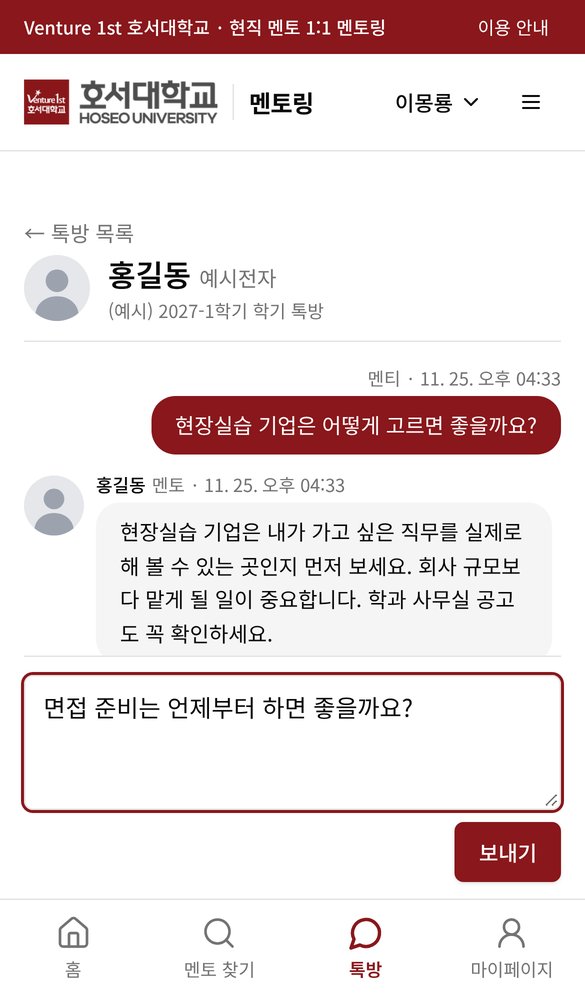 Venture 1st 호서대학교 · 현직 멘토 1:1 멘토링
이용 안내
Venture 1st
호서대학교
호서대학교
HOSEO UNIVERSITY
멘토링
이몽룡
← 톡방 목록
홍길동 예시전자
(예시) 2027-1학기 학기 톡방
멘티 · 11. 25. 오후 04:33
현장실습 기업은 어떻게 고르면 좋을까요?
홍길동 멘토 · 11. 25. 오후 04:33
현장실습 기업은 내가 가고 싶은 직무를 실제로
해 볼 수 있는 곳인지 먼저 보세요. 회사 규모보
다 맡게 될 일이 중요합니다. 학과 사무실 공고
도 꼭 확인하세요.
면접 준비는 언제부터 하면 좋을까요?
보내기
홈
멘토 찾기
톡방
마이페이지